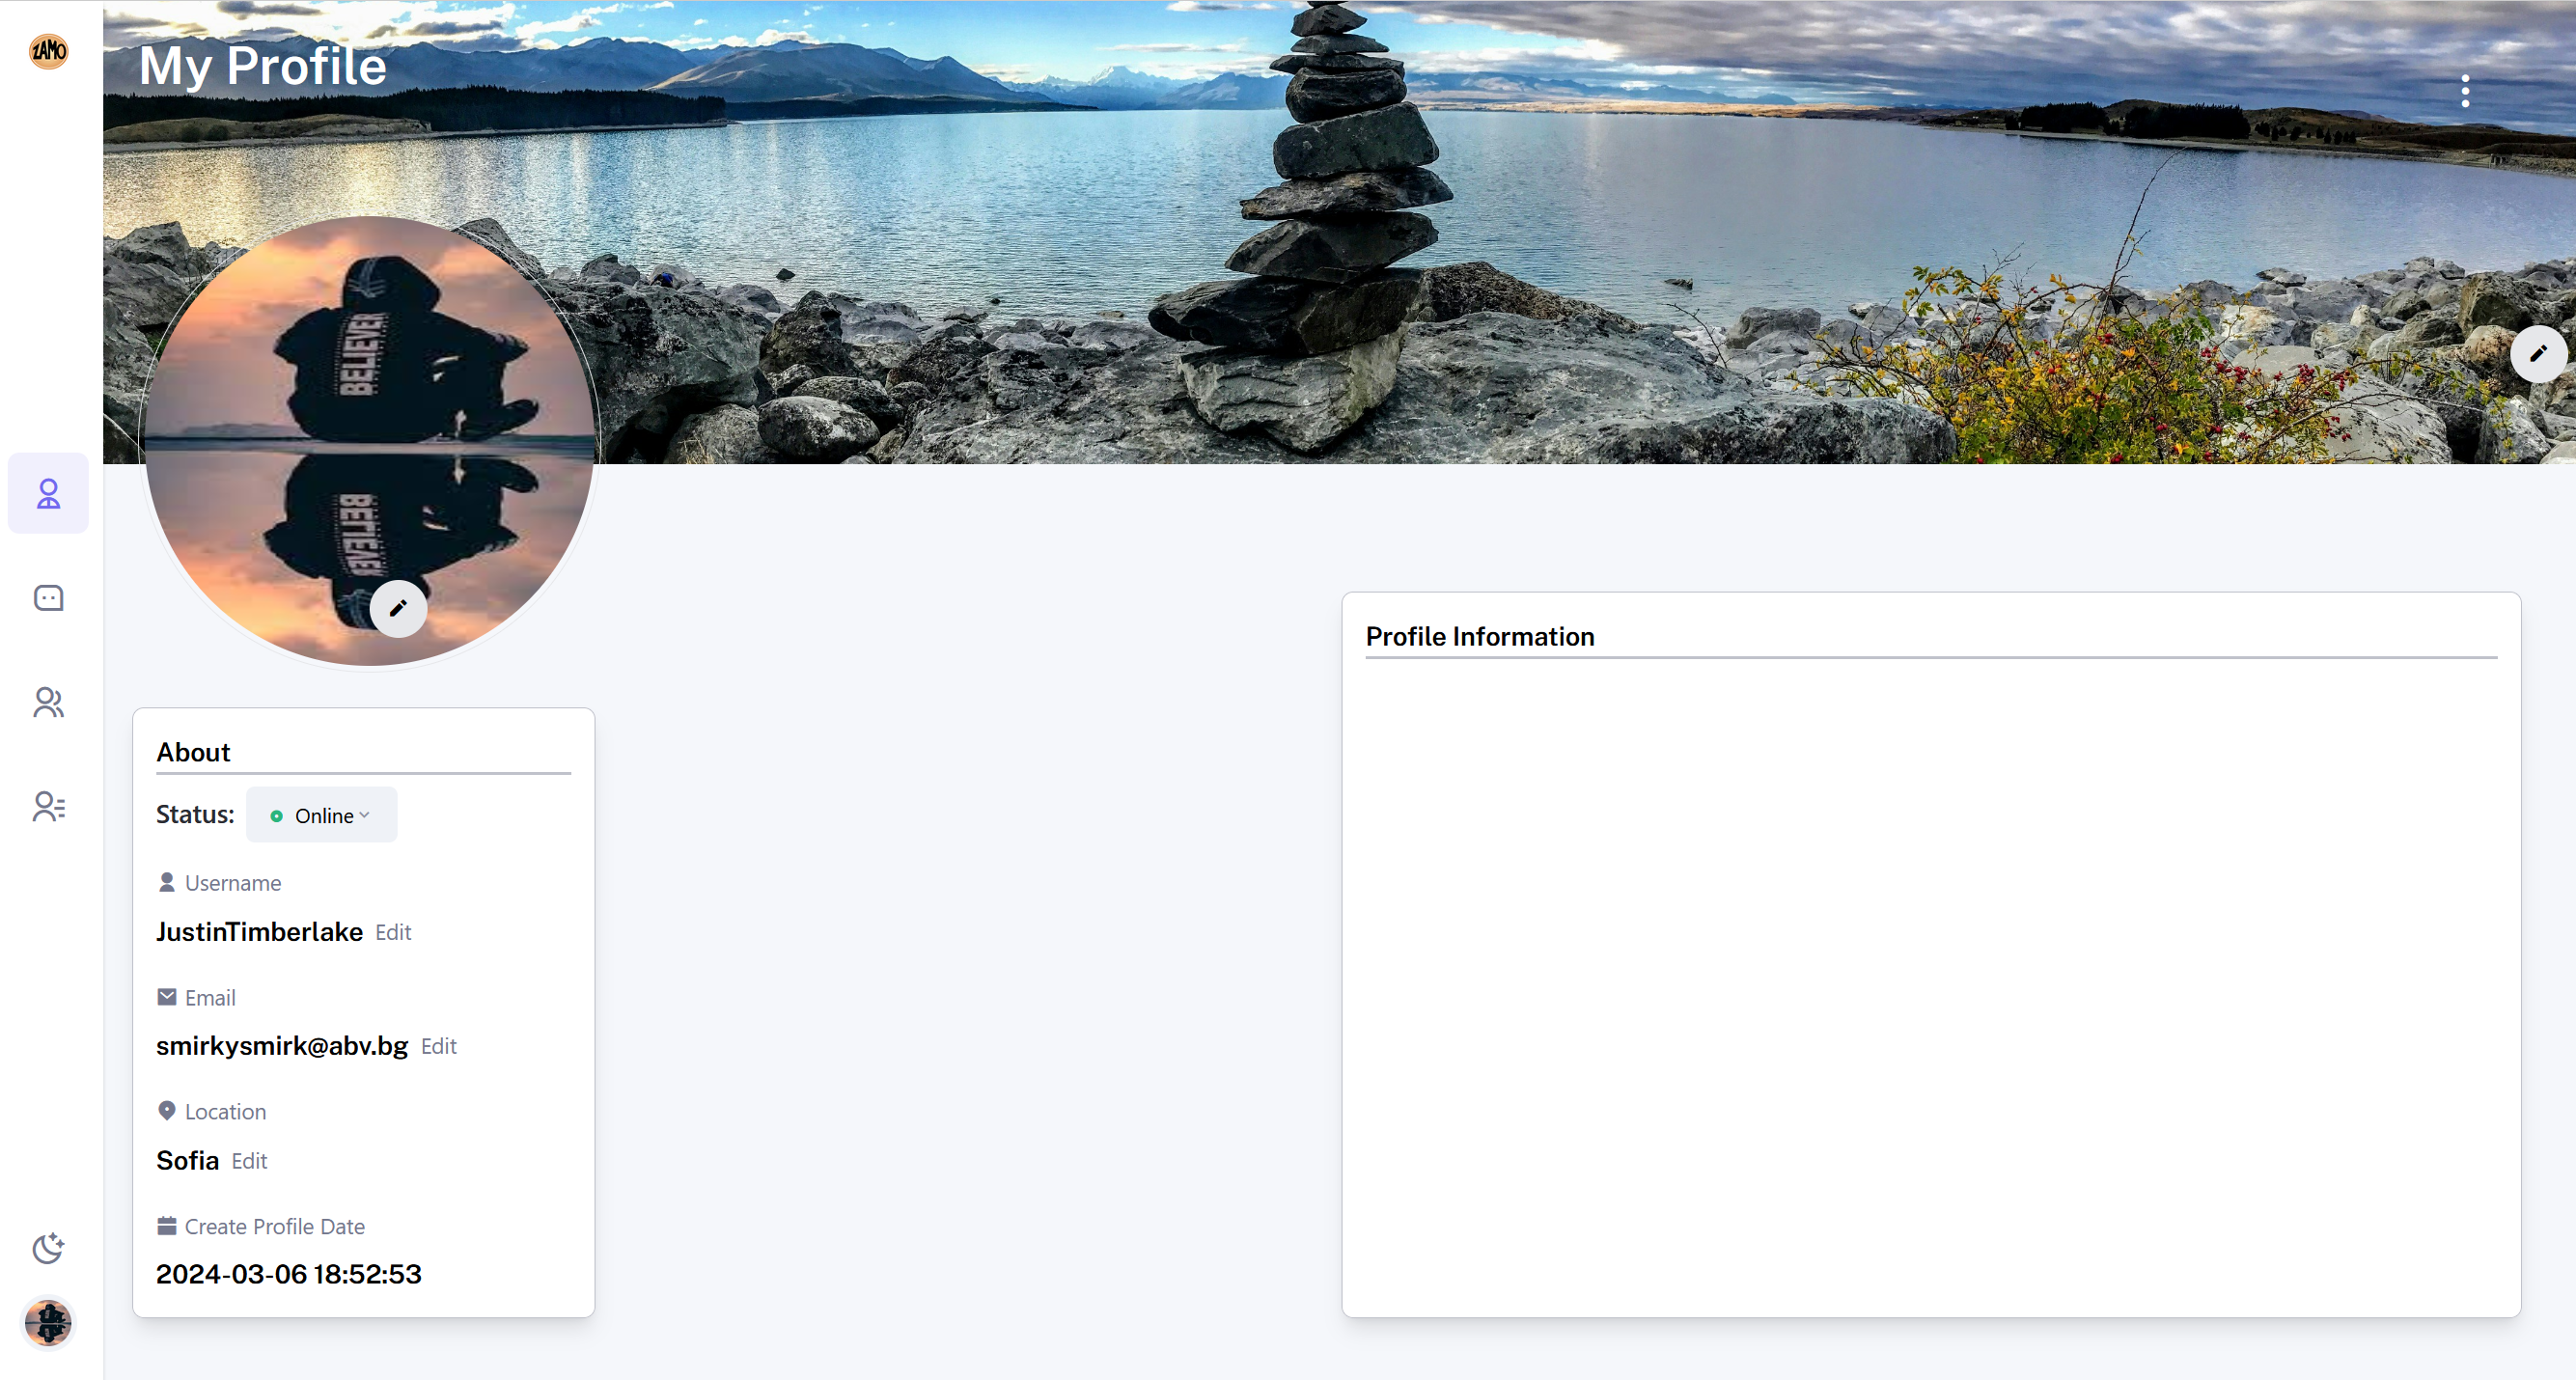 ZAMO
My Profile
BELIEVER
BELIEVER
Profile Information
About
Status: Online
Username
JustinTimberlake Edit
Email
smirkysmirk@abv.bg Edit
Location
Sofia Edit
Create Profile Date
2024-03-06 18:52:53